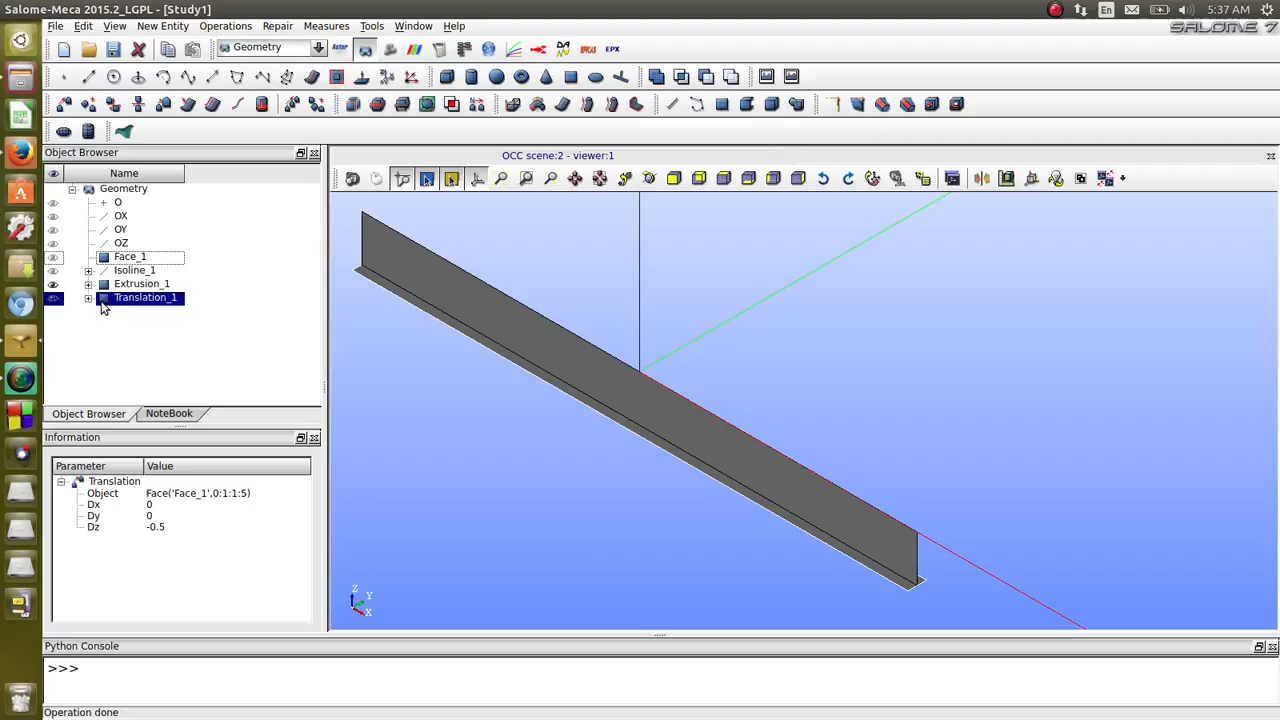 Salome-Meca 2015.2_LGPL - [Study1]
En
5:37 AM
File Edit View New Entity Operations Repair Measures Tools Window Help
SALOME 7
Geometry
Aster
EPX
Object Browser
OCC scene:2 - viewer:1
Name
Geometry
O
OX
OY
OZ
Face_1
Isoline_1
Extrusion_1
Translation_1
Object Browser
NoteBook
Information
Parameter Value
Translation
Object Face('Face_1',0:1:1:5)
Dx 0
Dy 0
Dz -0.5
Z
Y
X
Python Console
>>>
Operation done